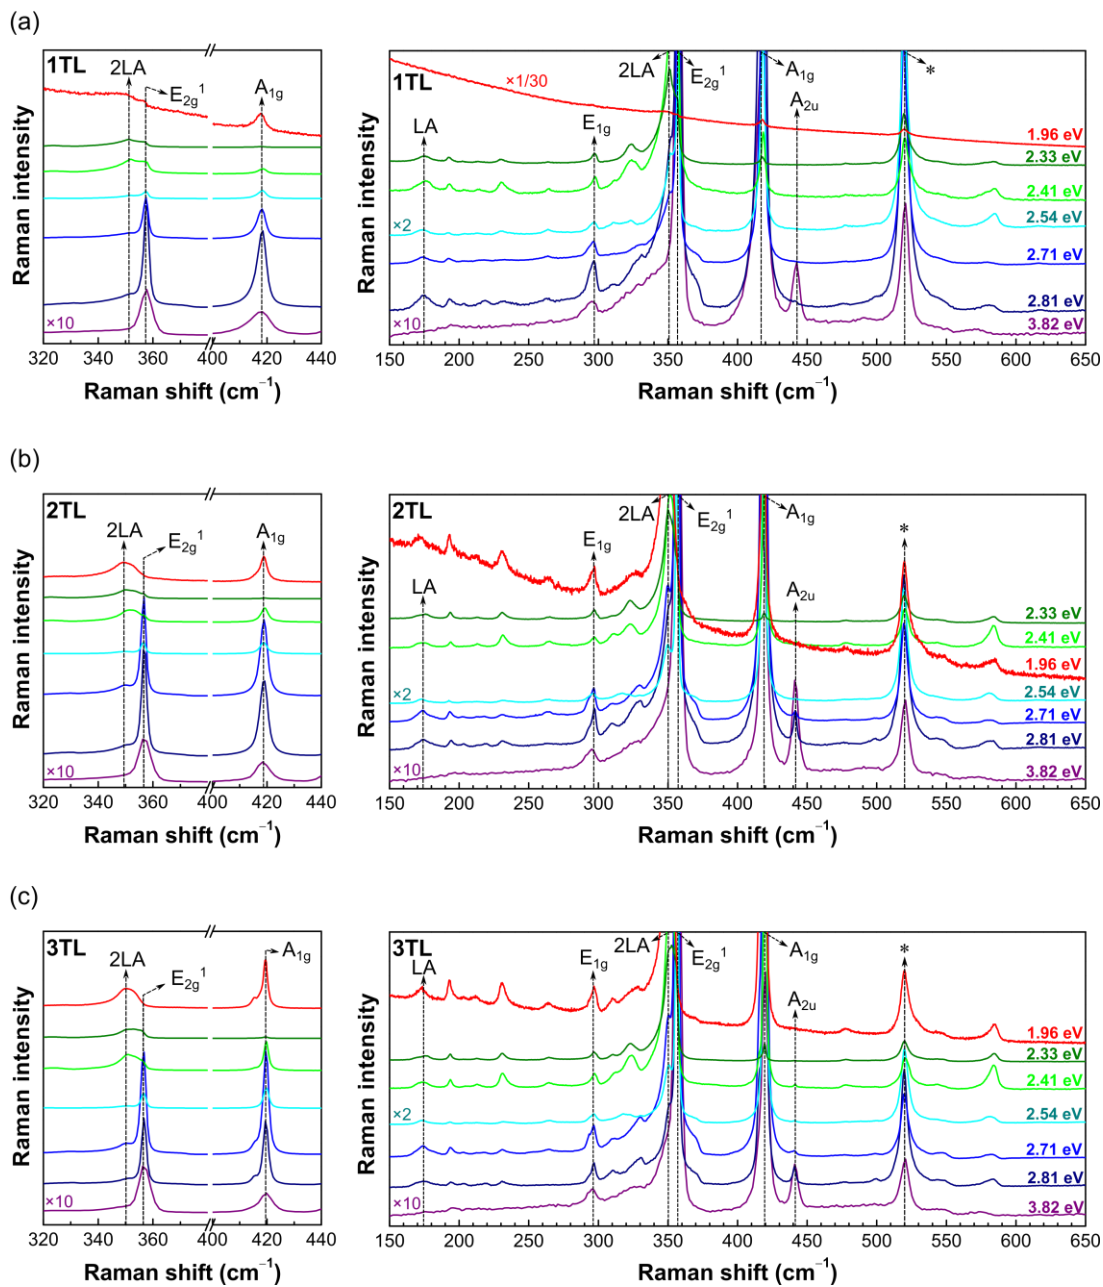 (a)
1TL
2LA
E2g1
A1g
×10
320 340 360 380 400 400 420 440
Raman shift (cm−1)
Raman intensity
1TL
×1/30
2LA
E2g1
A1g
*
A2u
LA
E1g
1.96 eV
2.33 eV
2.41 eV
×2
2.54 eV
2.71 eV
2.81 eV
×10
3.82 eV
150 200 250 300 350 400 450 500 550 600 650
Raman shift (cm−1)
Raman intensity
(b)
2TL
2LA
E2g1
A1g
×10
320 340 360 380 400 400 420 440
Raman shift (cm−1)
Raman intensity
2TL
2LA
E2g1
A1g
*
E1g
LA
A2u
2.33 eV
2.41 eV
1.96 eV
×2
2.54 eV
2.71 eV
2.81 eV
×10
3.82 eV
150 200 250 300 350 400 450 500 550 600 650
Raman shift (cm−1)
Raman intensity
(c)
3TL
2LA
E2g1
A1g
×10
320 340 360 380 400 400 420 440
Raman shift (cm−1)
Raman intensity
3TL
2LA
E2g1
A1g
*
LA
E1g
A2u
1.96 eV
2.33 eV
2.41 eV
×2
2.54 eV
2.71 eV
2.81 eV
×10
3.82 eV
150 200 250 300 350 400 450 500 550 600 650
Raman shift (cm−1)
Raman intensity